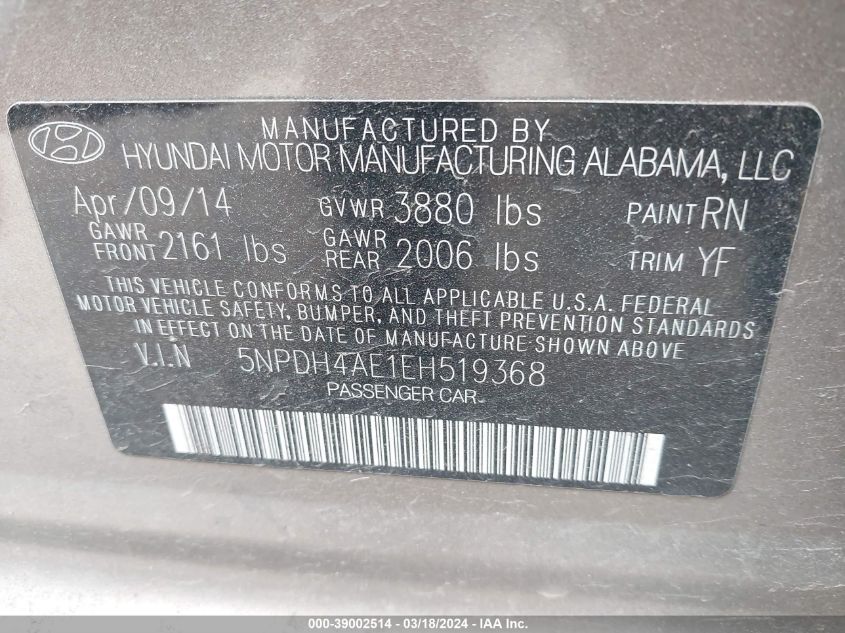 MANUFACTURED BY
HYUNDAI MOTOR MANUFACTURING ALABAMA, LLC
Apr/09/14 GVWR 3880 lbs PAINT RN
GAWR FRONT 2161 lbs GAWR REAR 2006 lbs TRIM YF
THIS VEHICLE CONFORMS TO ALL APPLICABLE U.S.A. FEDERAL
MOTOR VEHICLE SAFETY, BUMPER, AND THEFT PREVENTION STANDARDS
IN EFFECT ON THE DATE OF MANUFACTURE SHOWN ABOVE.
V.I.N 5NPDH4AE1EH519368
PASSENGER CAR
000-39002514 - 03/18/2024 - IAA Inc.